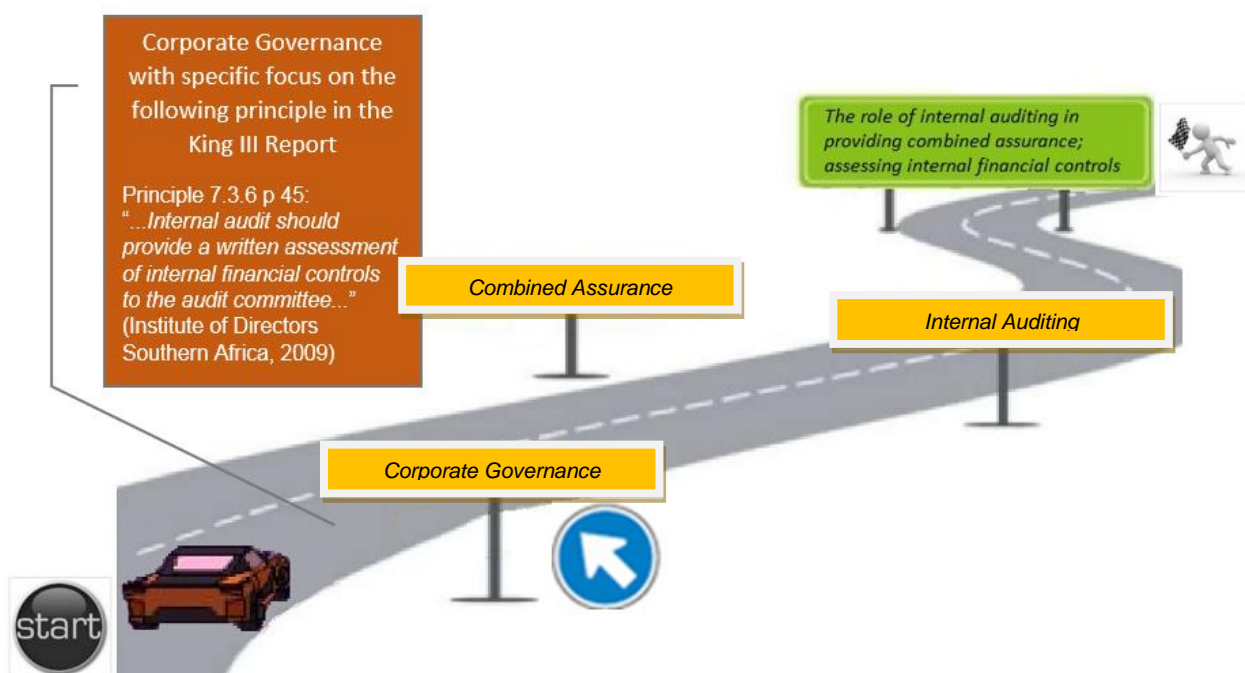 Corporate Governance
with specific focus on the
following principle in the
King III Report
Principle 7.3.6 p 45:
“...Internal audit should
provide a written assessment
of internal financial controls
to the audit committee...”
(Institute of Directors
Southern Africa, 2009)
The role of internal auditing in
providing combined assurance;
assessing internal financial controls
Combined Assurance
Internal Auditing
Corporate Governance
start